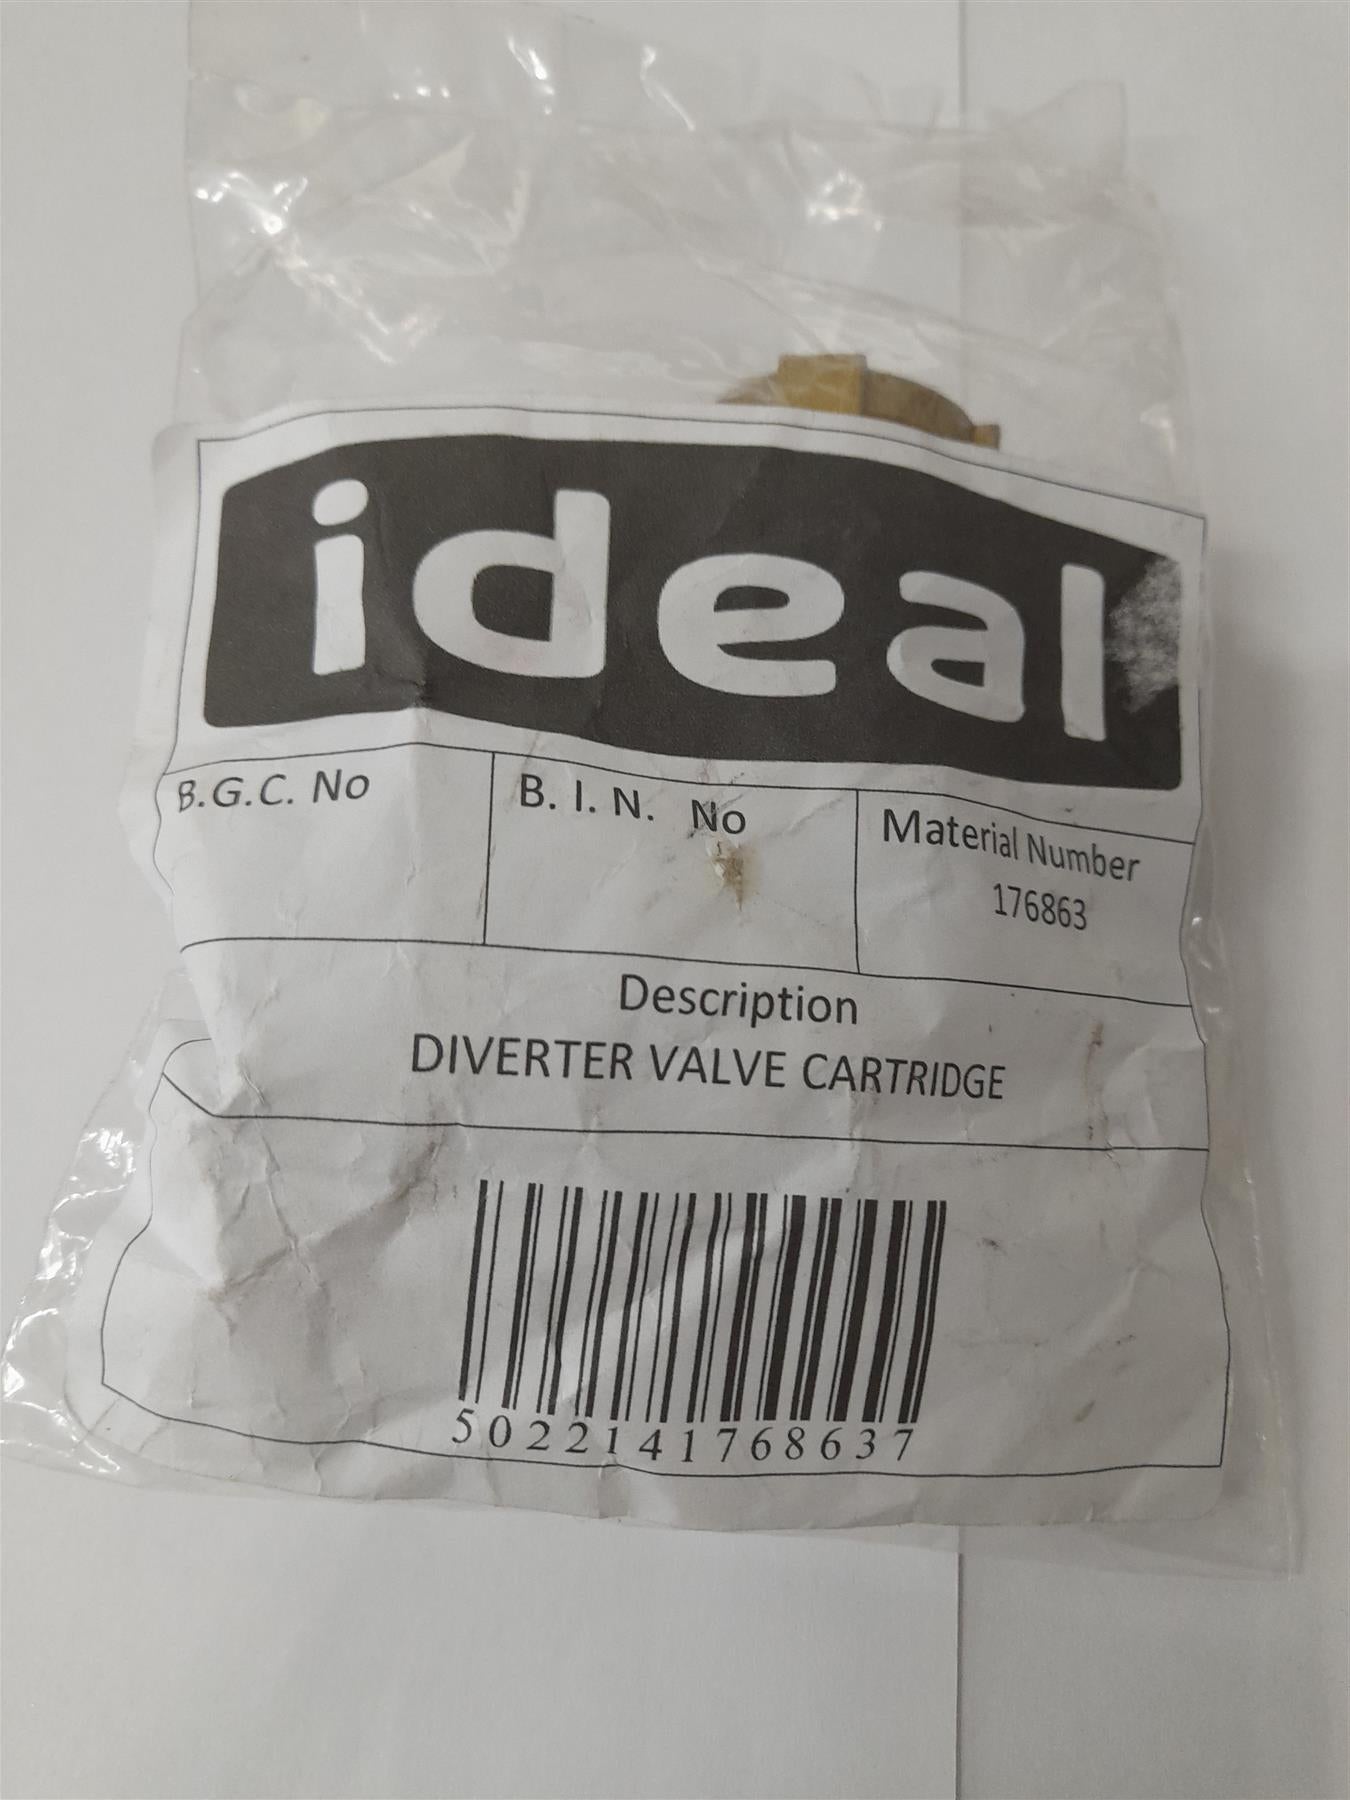 ideal
B.G.C. No
B. I. N. No
Material Number
176863
Description
DIVERTER VALVE CARTRIDGE
5022141768637